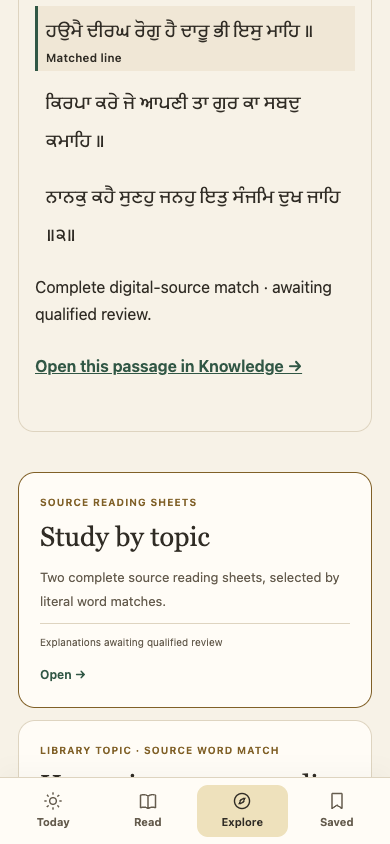 ਹਉਮੈ ਦੀਰਘ ਰੋਗੁ ਹੈ ਦਾਰੂ ਭੀ ਇਸੁ ਮਾਹਿ ॥
Matched line
ਕਿਰਪਾ ਕਰੇ ਜੇ ਆਪਣੀ ਤਾ ਗੁਰ ਕਾ ਸਬਦੁ
ਕਮਾਹਿ ॥
ਨਾਨਕੁ ਕਹੈ ਸੁਣਹੁ ਜਨਹੁ ਇਤੁ ਸੰਜਮਿ ਦੁਖ ਜਾਹਿ
॥੨॥
Complete digital-source match · awaiting
qualified review.
Open this passage in Knowledge →
SOURCE READING SHEETS
Study by topic
Two complete source reading sheets, selected by
literal word matches.
Explanations awaiting qualified review
Open →
LIBRARY TOPIC · SOURCE WORD MATCH
Today
Read
Explore
Saved